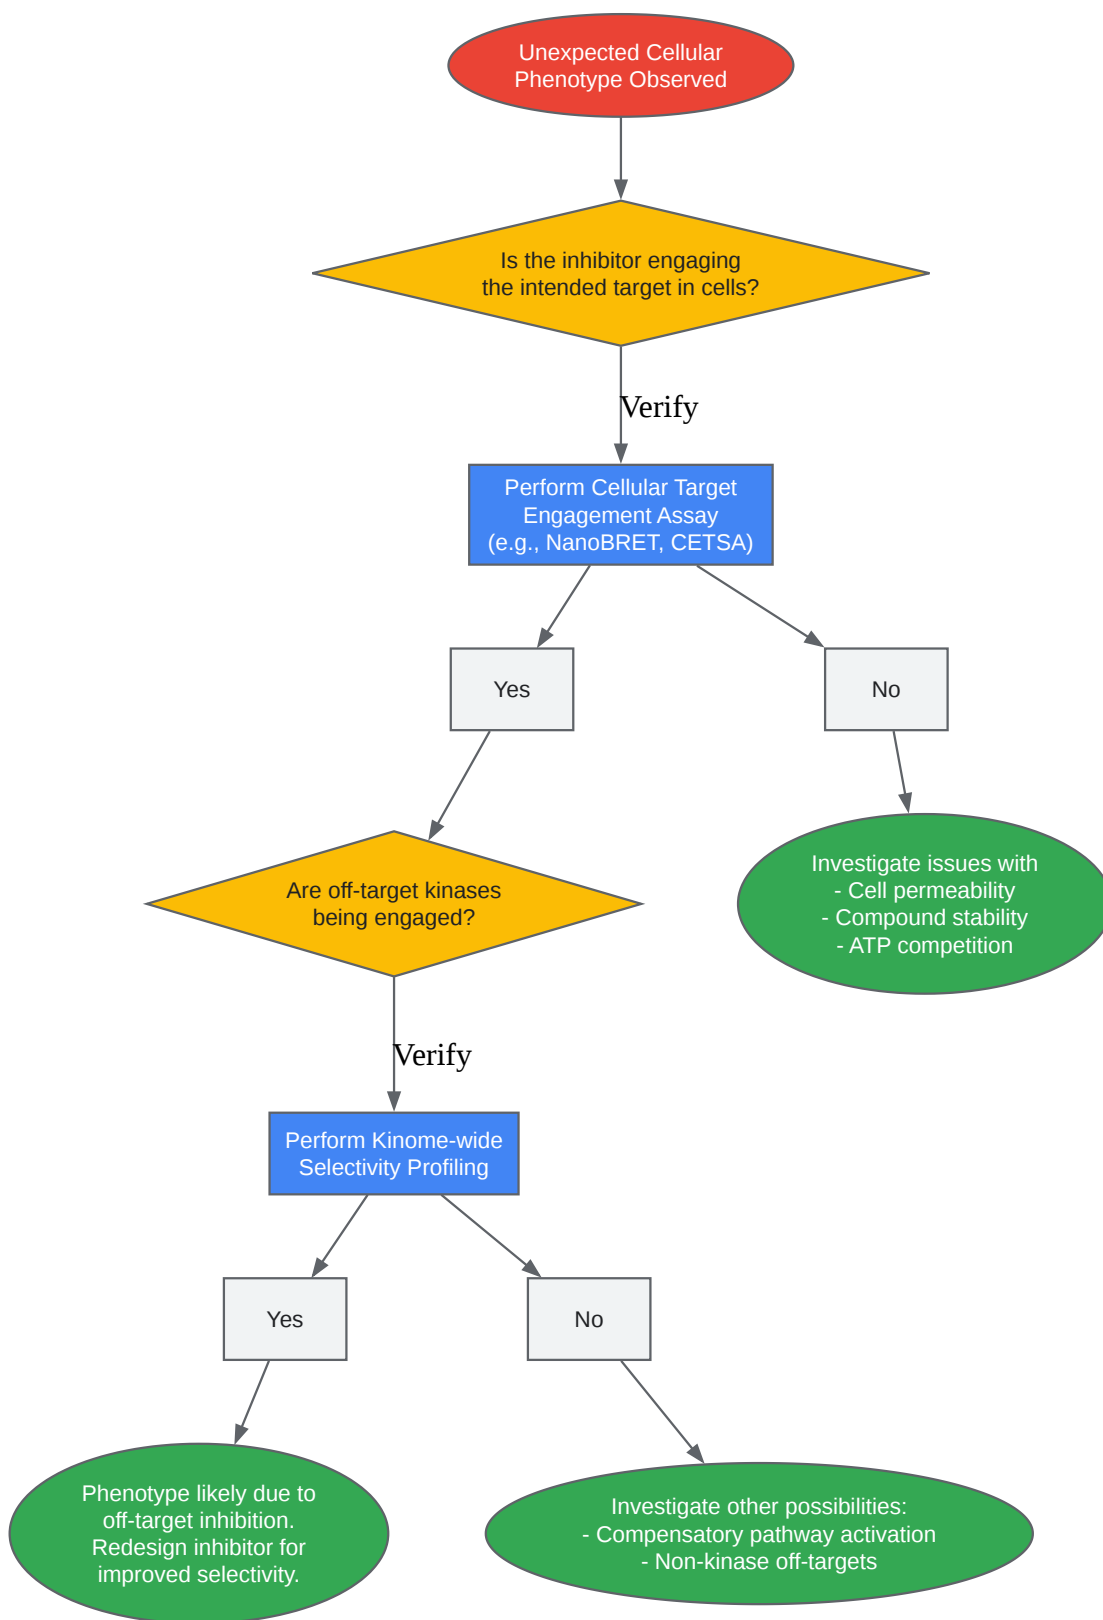 Unexpected Cellular
Phenotype Observed
Is the inhibitor engaging
the intended target in cells?
Verify
Perform Cellular Target
Engagement Assay
(e.g., NanoBRET, CETSA)
Yes
No
Investigate issues with
- Cell permeability
- Compound stability
- ATP competition
Are off-target kinases
being engaged?
Verify
Perform Kinome-wide
Selectivity Profiling
Yes
No
Phenotype likely due to
off-target inhibition.
Redesign inhibitor for
improved selectivity.
Investigate other possibilities:
- Compensatory pathway activation
- Non-kinase off-targets